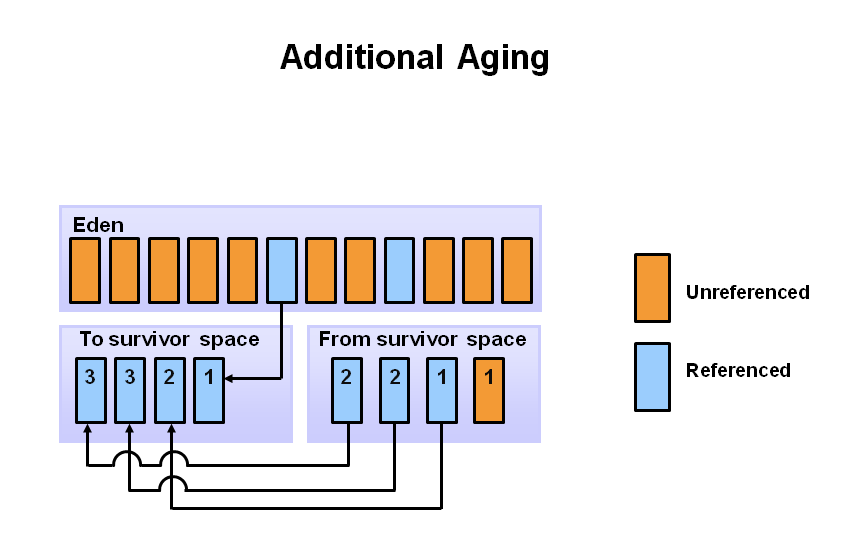 Additional Aging
Eden
To survivor space
From survivor space
3 3 2 1
2 2 1 1
Unreferenced
Referenced